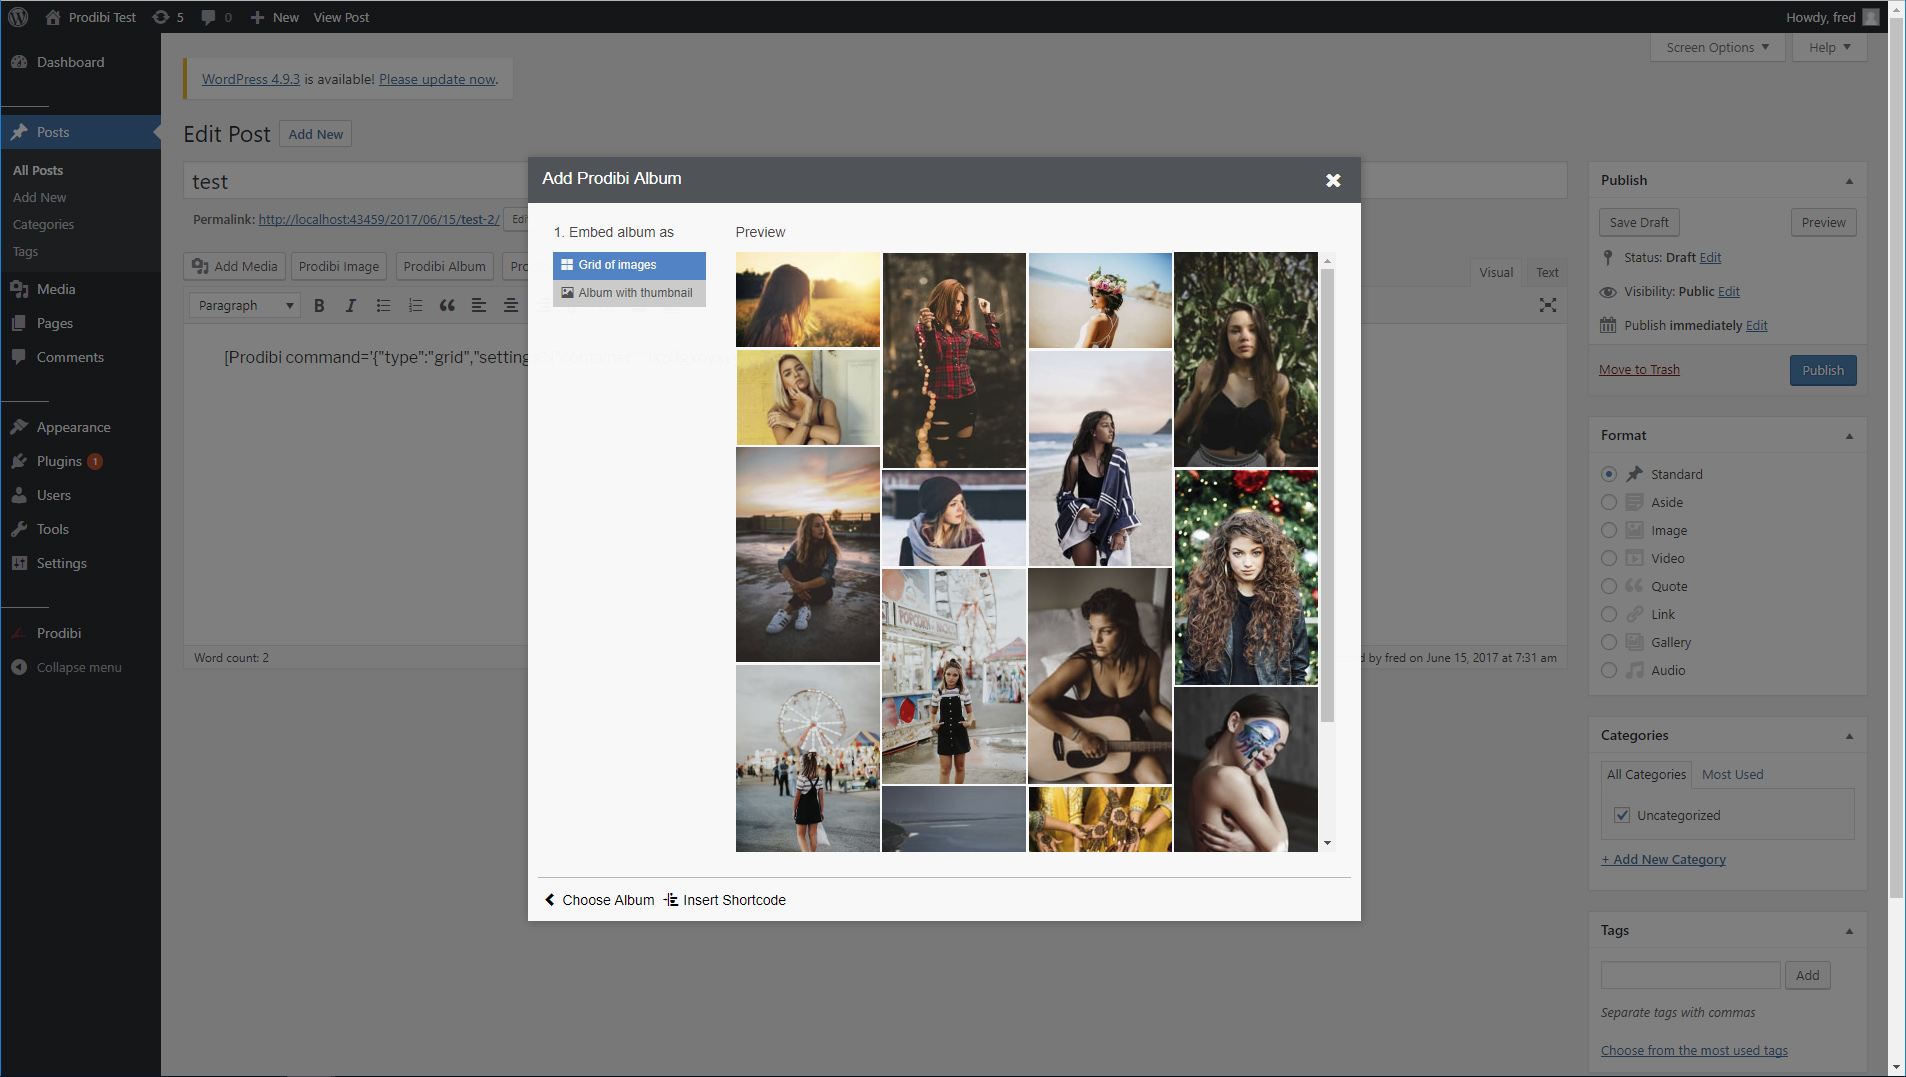 Prodibi Test 5 0 New View Post Howdy, fred
Screen Options Help
Dashboard
Posts
All Posts
Add New
Categories
Tags
Media
Pages
Comments
Appearance
Plugins 1
Users
Tools
Settings
Prodibi
Collapse menu
WordPress 4.9.3 is available! Please update now.
Edit Post Add New
test
Permalink: http://localhost:43459/2017/06/15/test-2/
Add Media Prodibi Image Prodibi Album
Visual Text
Paragraph B I
[Prodibi command='{"type":"grid","setting
Word count: 2
by fred on June 15, 2017 at 7:31 am
Add Prodibi Album
1. Embed album as
Grid of images
Album with thumbnail
Preview
Choose Album Insert Shortcode
Publish
Save Draft Preview
Status: Draft Edit
Visibility: Public Edit
Publish immediately Edit
Move to Trash Publish
Format
Standard
Aside
Image
Video
Quote
Link
Gallery
Audio
Categories
All Categories Most Used
Uncategorized
+ Add New Category
Tags
Add
Separate tags with commas
Choose from the most used tags